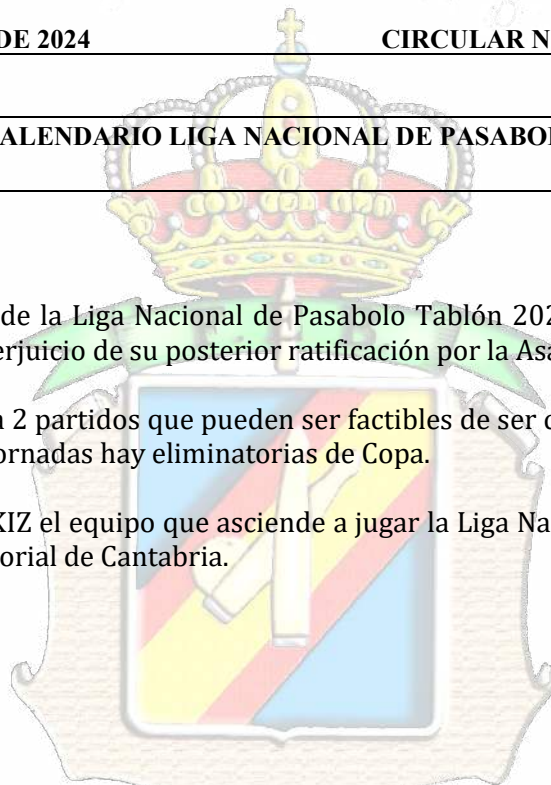 DE 2024 CIRCULAR N
ALENDARIO LIGA NACIONAL DE PASABO
de la Liga Nacional de Pasabolo Tablón 202
erjuicio de su posterior ratificación por la Asa
n 2 partidos que pueden ser factibles de ser
ornadas hay eliminatorias de Copa.
XIZ el equipo que asciende a jugar la Liga Na
orial de Cantabria.